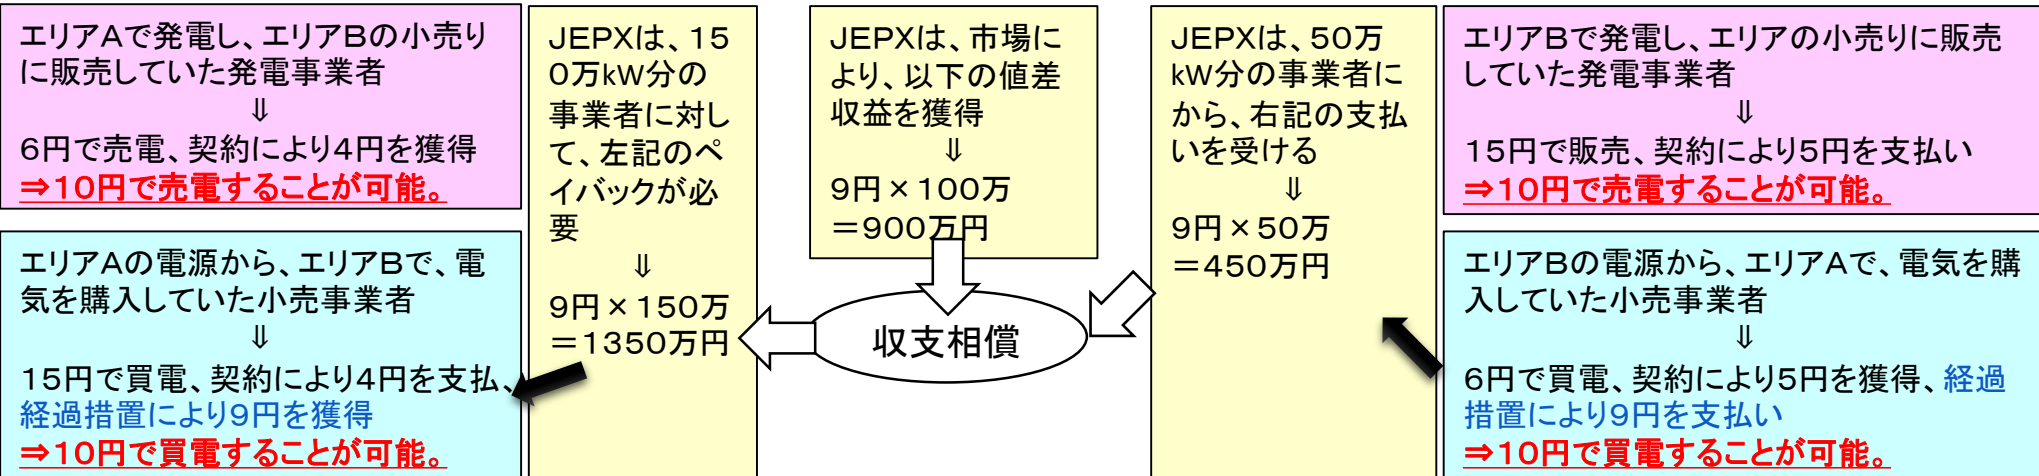 エリアAで発電し、エリアBの小売り
に販売していた発電事業者
⇓
6円で売電、契約により4円を獲得
⇒10円で売電することが可能。
エリアAの電源から、エリアBで、電
気を購入していた小売事業者
⇓
15円で買電、契約により4円を支払、
経過措置により9円を獲得
⇒10円で買電することが可能。
JEPXは、15
0万kW分の
事業者に対し
て、左記のペ
イバックが必
要
⇓
9円×150万
=1350万円
JEPXは、市場に
より、以下の値差
収益を獲得
⇓
9円×100万
=900万円
収支相償
JEPXは、50万
kW分の事業者に
から、右記の支払
いを受ける
⇓
9円×50万
=450万円
エリアBで発電し、エリアの小売りに販売
していた発電事業者
⇓
15円で販売、契約により5円を支払い
⇒10円で売電することが可能。
エリアBの電源から、エリアAで、電気を購
入していた小売事業者
⇓
6円で買電、契約により5円を獲得、経過
措置により9円を支払い
⇒10円で買電することが可能。